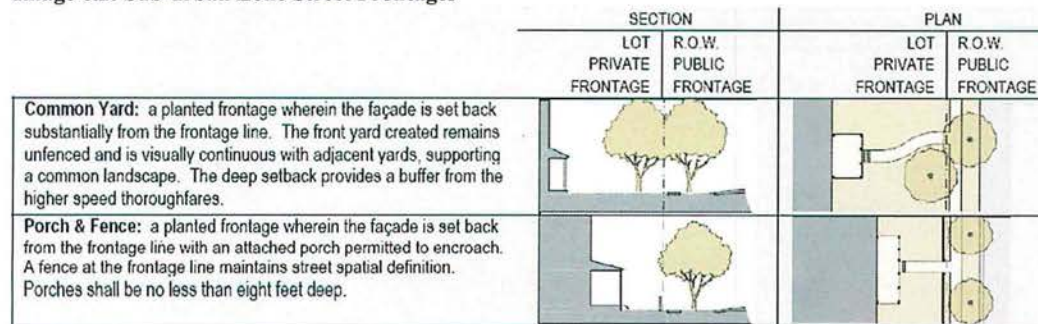 SECTION
PLAN
LOT R.O.W.
PRIVATE PUBLIC
FRONTAGE FRONTAGE
LOT R.O.W.
PRIVATE PUBLIC
FRONTAGE FRONTAGE
Common Yard: a planted frontage wherein the façade is set back
substantially from the frontage line. The front yard created remains
unfenced and is visually continuous with adjacent yards, supporting
a common landscape. The deep setback provides a buffer from the
higher speed thoroughfares.
Porch & Fence: a planted frontage wherein the façade is set back
from the frontage line with an attached porch permitted to encroach.
A fence at the frontage line maintains street spatial definition.
Porches shall be no less than eight feet deep.